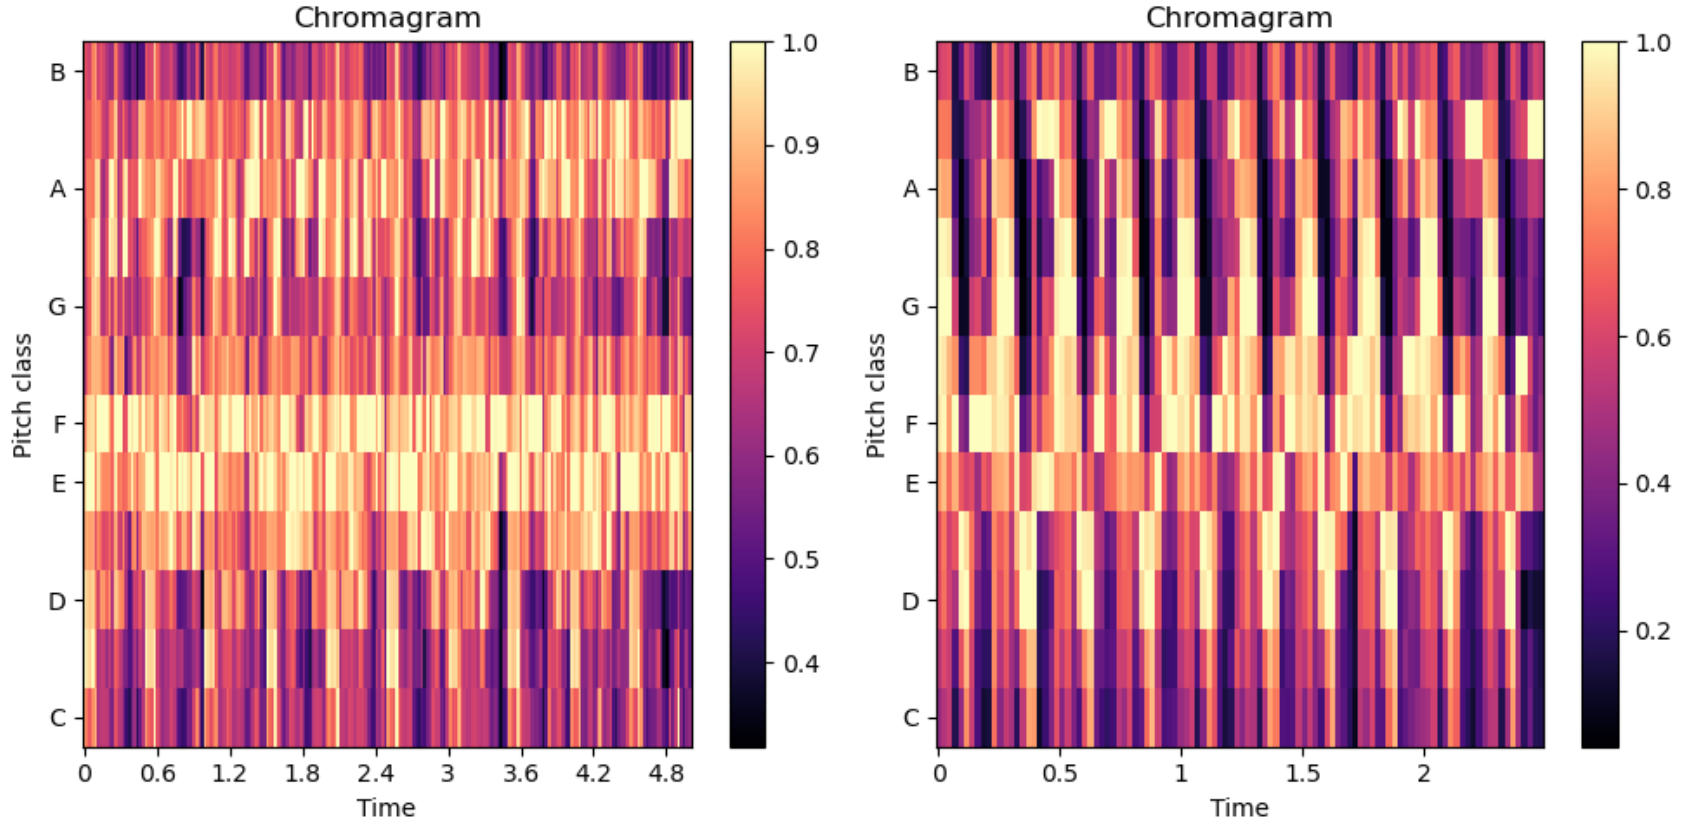 Chromagram
Pitch class
B
A
G
F
E
D
C
0 0.6 1.2 1.8 2.4 3 3.6 4.2 4.8
Time
1.0
0.9
0.8
0.7
0.6
0.5
0.4
Chromagram
Pitch class
B
A
G
F
E
D
C
0 0.5 1 1.5 2
Time
1.0
0.8
0.6
0.4
0.2